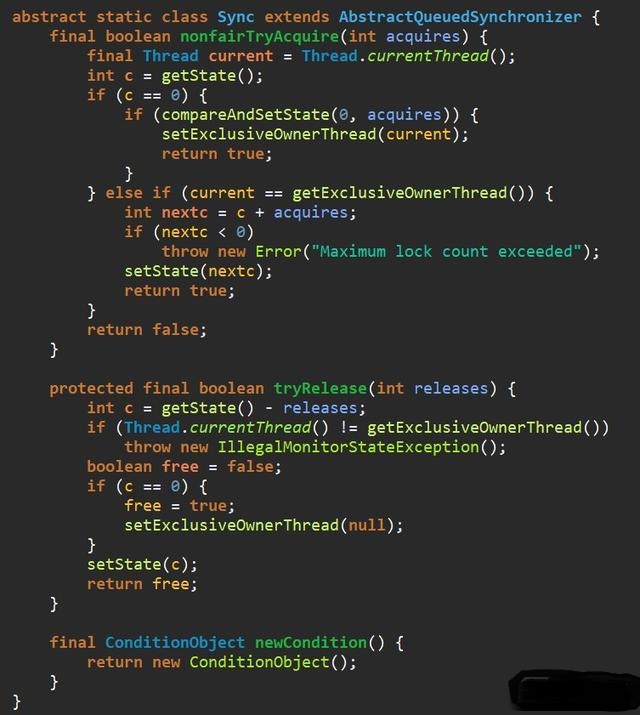 abstract static class Sync extends AbstractQueuedSynchronizer {
    final boolean nonfairTryAcquire(int acquires) {
        final Thread current = Thread.currentThread();
        int c = getState();
        if (c == 0) {
            if (compareAndSetState(0, acquires)) {
                setExclusiveOwnerThread(current);
                return true;
            }
        } else if (current == getExclusiveOwnerThread()) {
            int nextc = c + acquires;
            if (nextc < 0)
                throw new Error("Maximum lock count exceeded");
            setState(nextc);
            return true;
        }
        return false;
    }

    protected final boolean tryRelease(int releases) {
        int c = getState() - releases;
        if (Thread.currentThread() != getExclusiveOwnerThread())
            throw new IllegalMonitorStateException();
        boolean free = false;
        if (c == 0) {
            free = true;
            setExclusiveOwnerThread(null);
        }
        setState(c);
        return free;
    }

    final ConditionObject newCondition() {
        return new ConditionObject();
    }
}